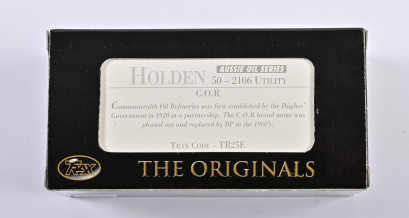 HOLDEN AUSSIE OIL SERIES
50 – 2106 UTILITY
C.O.R
Commonwealth Oil Refineries was first established by the Hughes'
Government in 1920 in a partnership. The C.O.R brand name was
phased out and replaced by BP in the 1960's.
TRAX CODE – TR25E
TRAX THE ORIGINALS